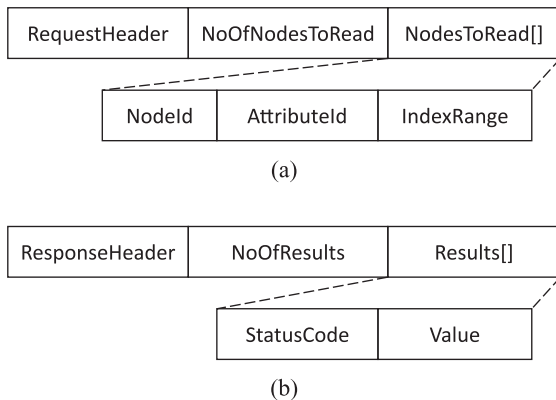 RequestHeader NoOfNodesToRead NodesToRead[]
NodeId AttributeId IndexRange
(a)
ResponseHeader NoOfResults Results[]
StatusCode Value
(b)